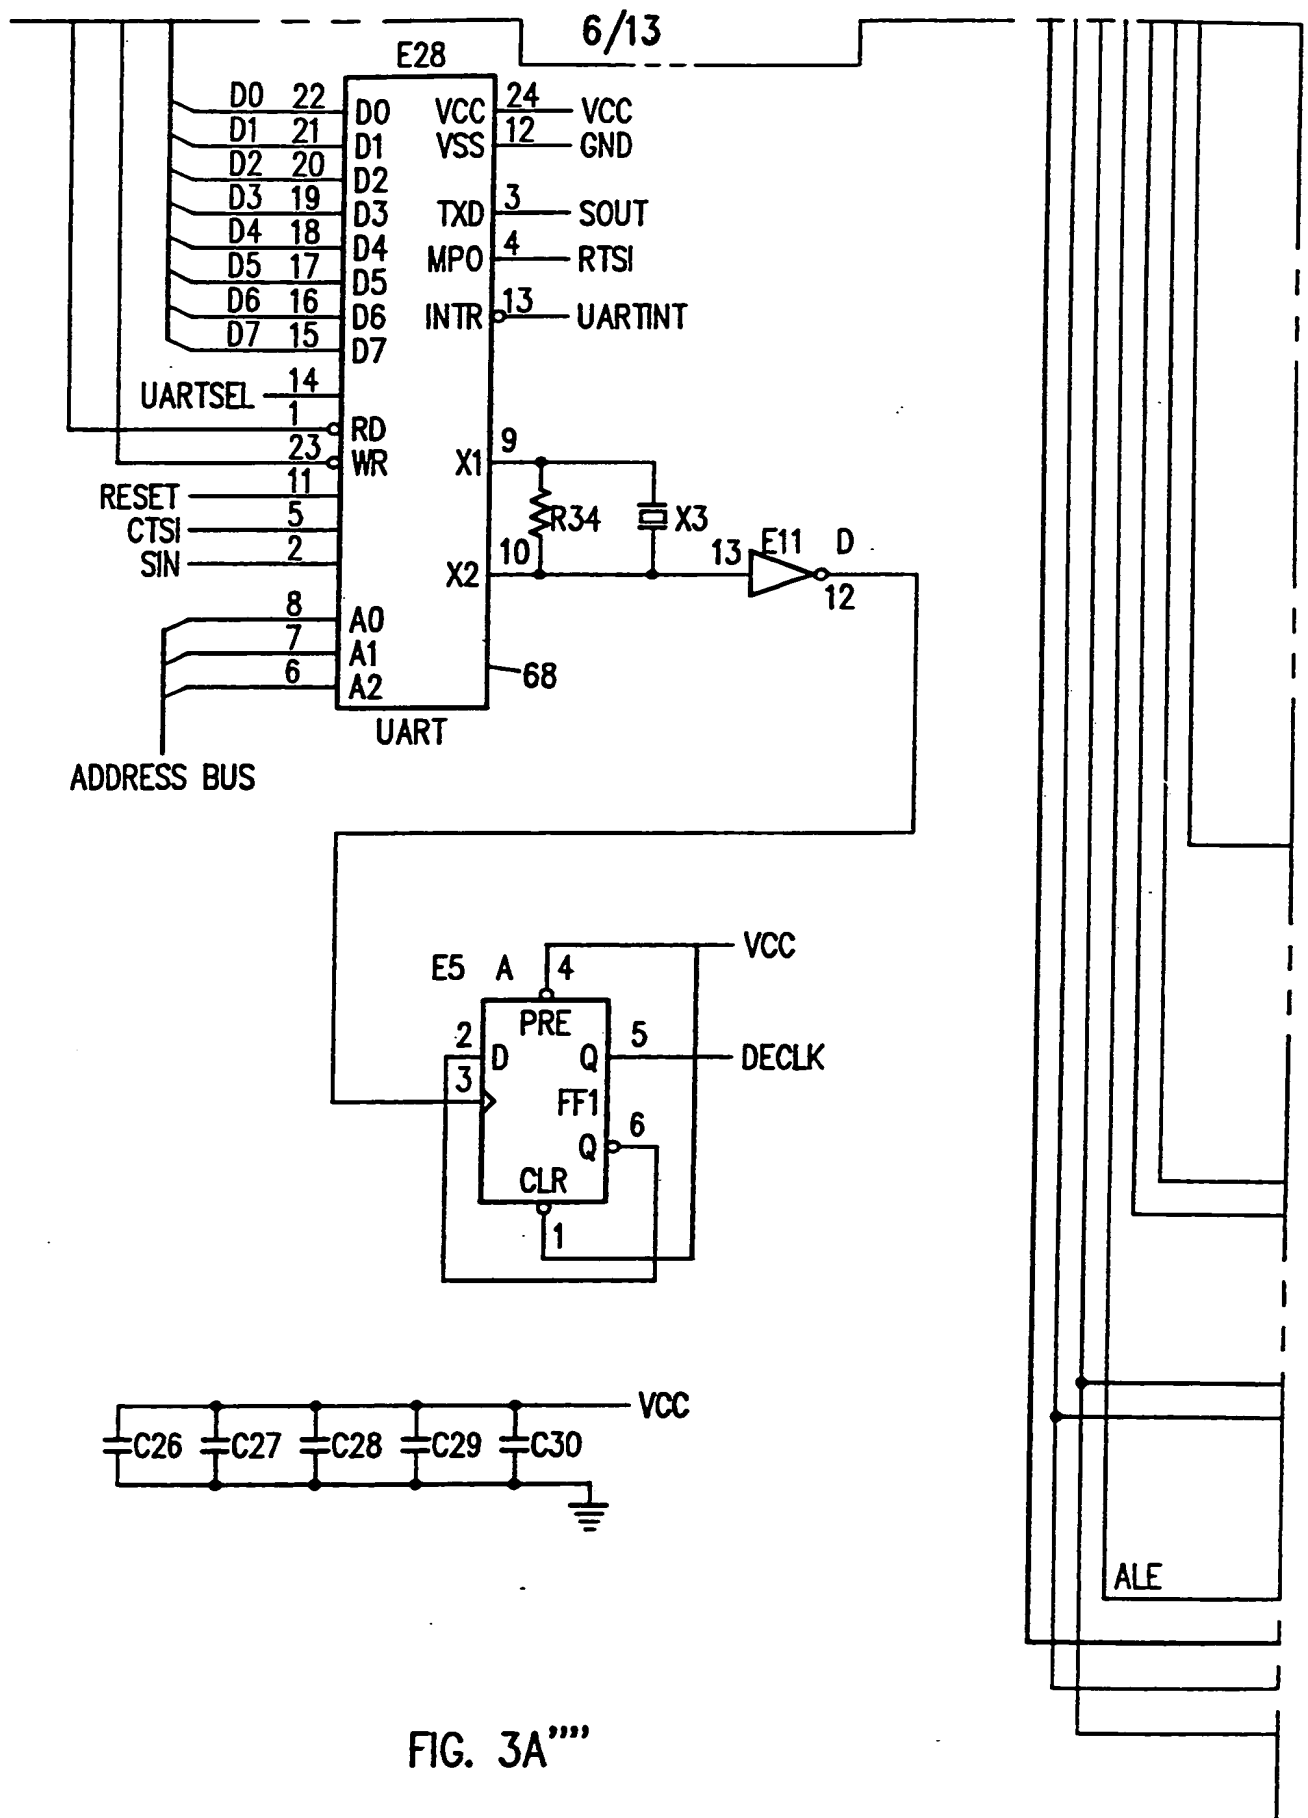 6/13
E28
D0 22 D0 VCC 24 VCC
D1 21 D1 VSS 12 GND
D2 20 D2
D3 19 D3 TXD 3 SOUT
D4 18 D4 MPO 4 RTSI
D5 17 D5
D6 16 D6 INTR 13 UARTINT
D7 15 D7
UARTSEL 14
1 RD
23 WR X1 9
RESET 11
CTSI 5 R34 X3
SIN 2 X2 10 13 E11 D 12
8 A0
7 A1
6 A2 68
UART
ADDRESS BUS
VCC
E5 A 4
PRE
2 D Q 5 DECLK
3 FF1
Q 6
CLR
1
VCC
C26 C27 C28 C29 C30
ALE
FIG. 3A''''